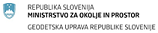 REPUBLIKA SLOVENIJA
MINISTRSTVO ZA OKOLJE IN PROSTOR
GEODETSKA UPRAVA REPUBLIKE SLOVENIJE